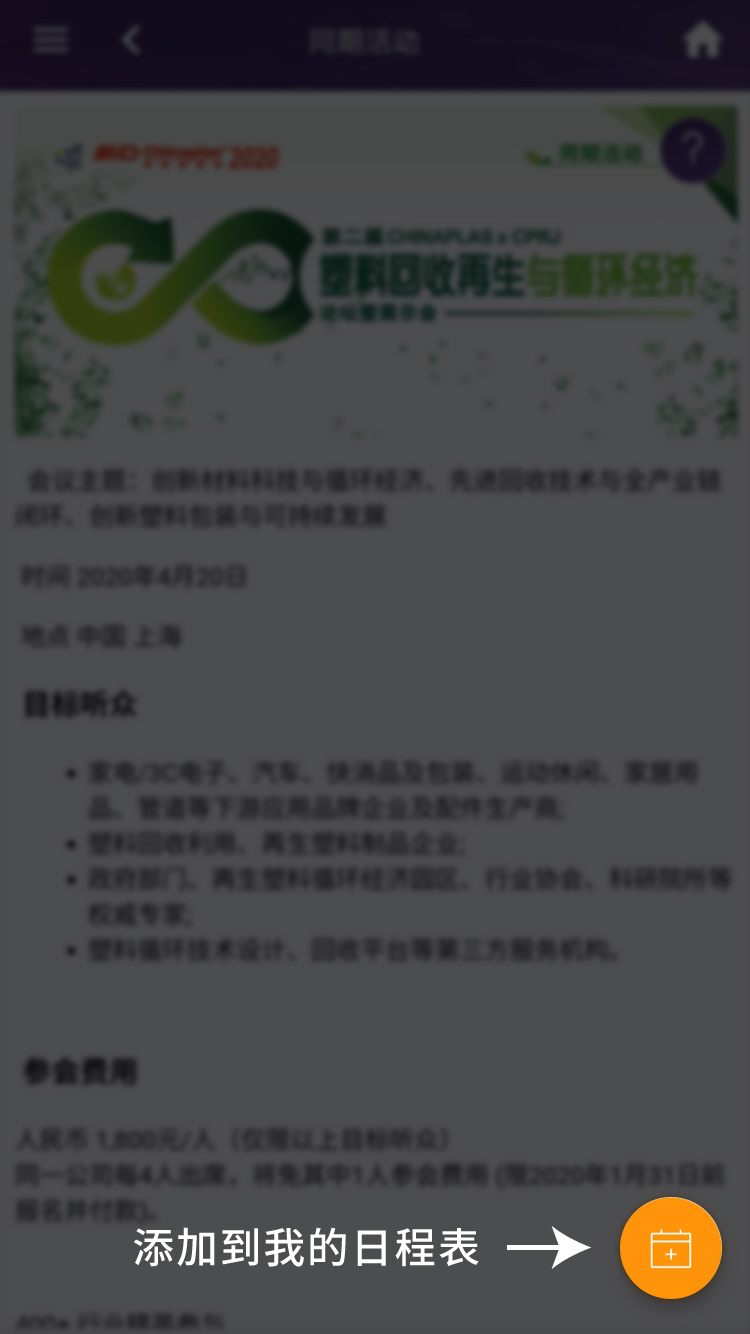 同期活动
Chinaplas 2020
同期活动
?
第二届 CHINAPLAS x CPRJ
塑料回收再生与循环经济
论坛暨展示会
会议主题：创新材料科技与循环经济、先进回收技术与全产业链
闭环、创新塑料包装与可持续发展
时间 2020年4月20日
地点 中国 上海
目标听众
• 家电/3C电子、汽车、快消品及包装、运动休闲、家居用
品、管道等下游应用品牌企业及配件生产商;
• 塑料回收利用、再生塑料制品企业;
• 政府部门、再生塑料循环经济园区、行业协会、科研院所等
权威专家;
• 塑料循环技术设计、回收平台等第三方服务机构。
参会费用
人民币 1,800元/人（仅限以上目标听众）
同一公司每4人出席，将免其中1人参会费用 (限2020年1月31日前
报名并付款)。
添加到我的日程表